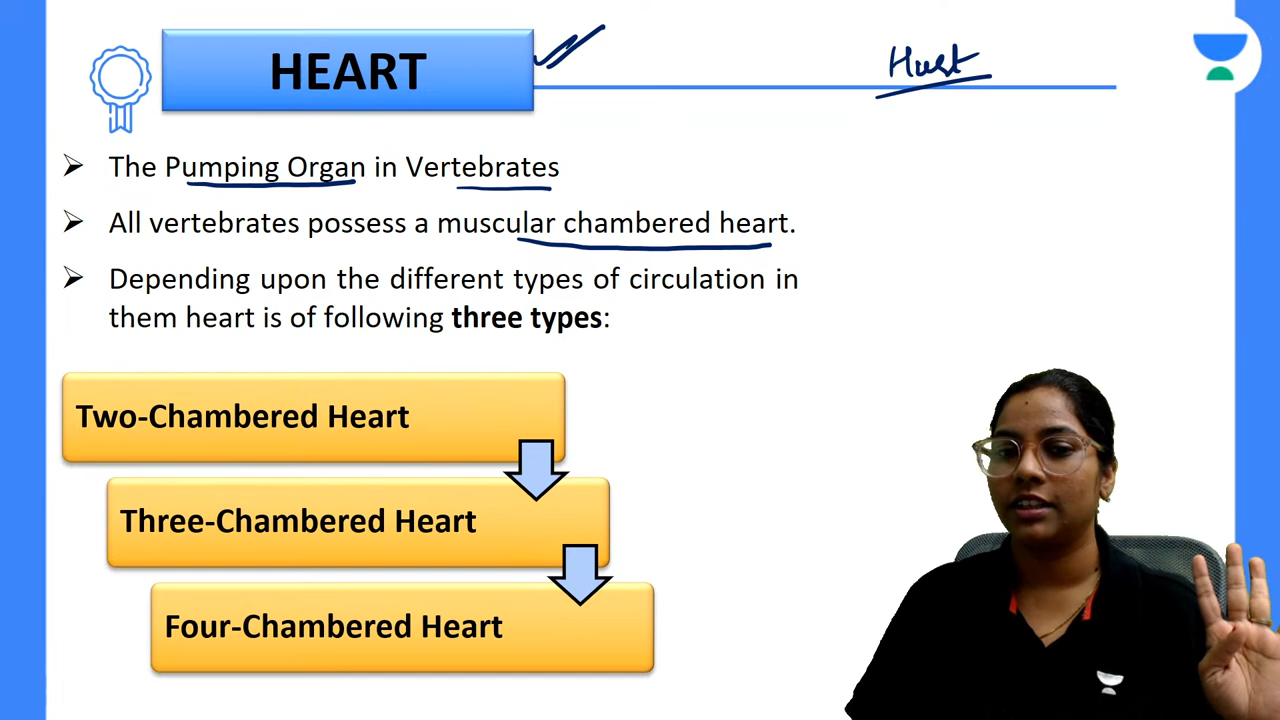 HEART
Heart
The Pumping Organ in Vertebrates
All vertebrates possess a muscular chambered heart.
Depending upon the different types of circulation in
them heart is of following three types:
Two-Chambered Heart
Three-Chambered Heart
Four-Chambered Heart